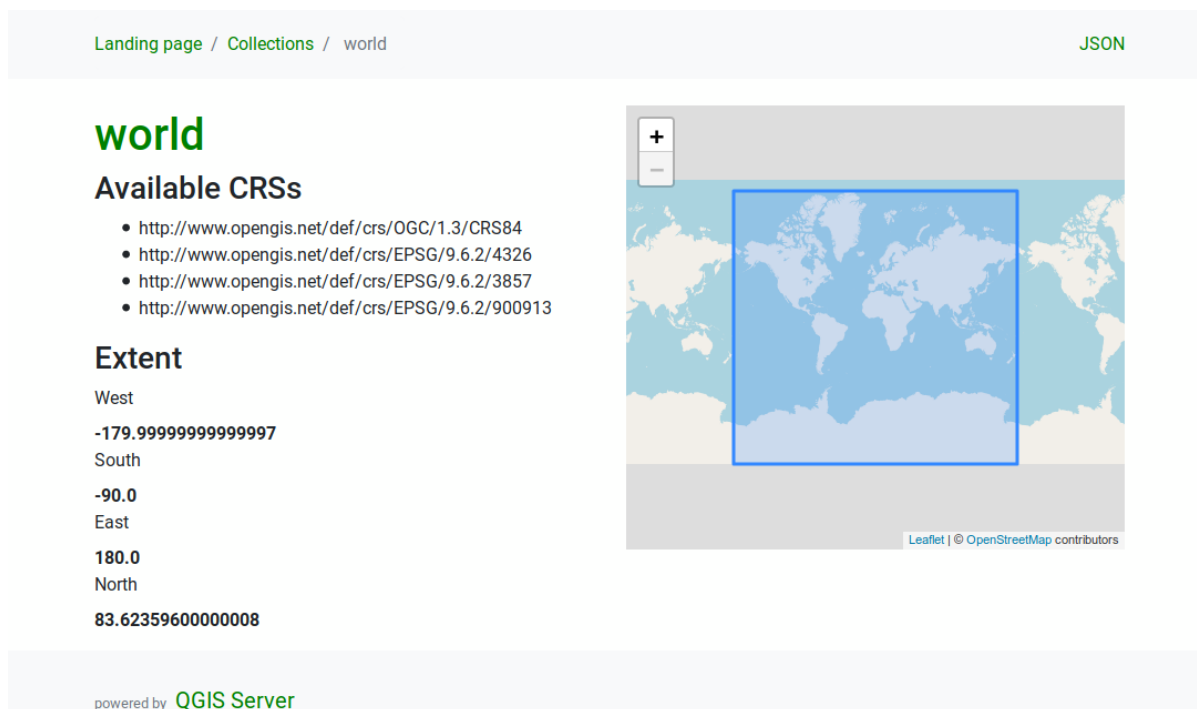 Landing page / Collections / world
JSON
world
Available CRSs
http://www.opengis.net/def/crs/OGC/1.3/CRS84
http://www.opengis.net/def/crs/EPSG/9.6.2/4326
http://www.opengis.net/def/crs/EPSG/9.6.2/3857
http://www.opengis.net/def/crs/EPSG/9.6.2/900913
Extent
West
-179.99999999999997
South
-90.0
East
180.0
North
83.62359600000008
+
−
Leaflet | © OpenStreetMap contributors
powered by QGIS Server